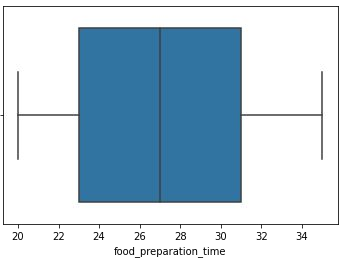 20 22 24 26 28 30 32 34
food_preparation_time